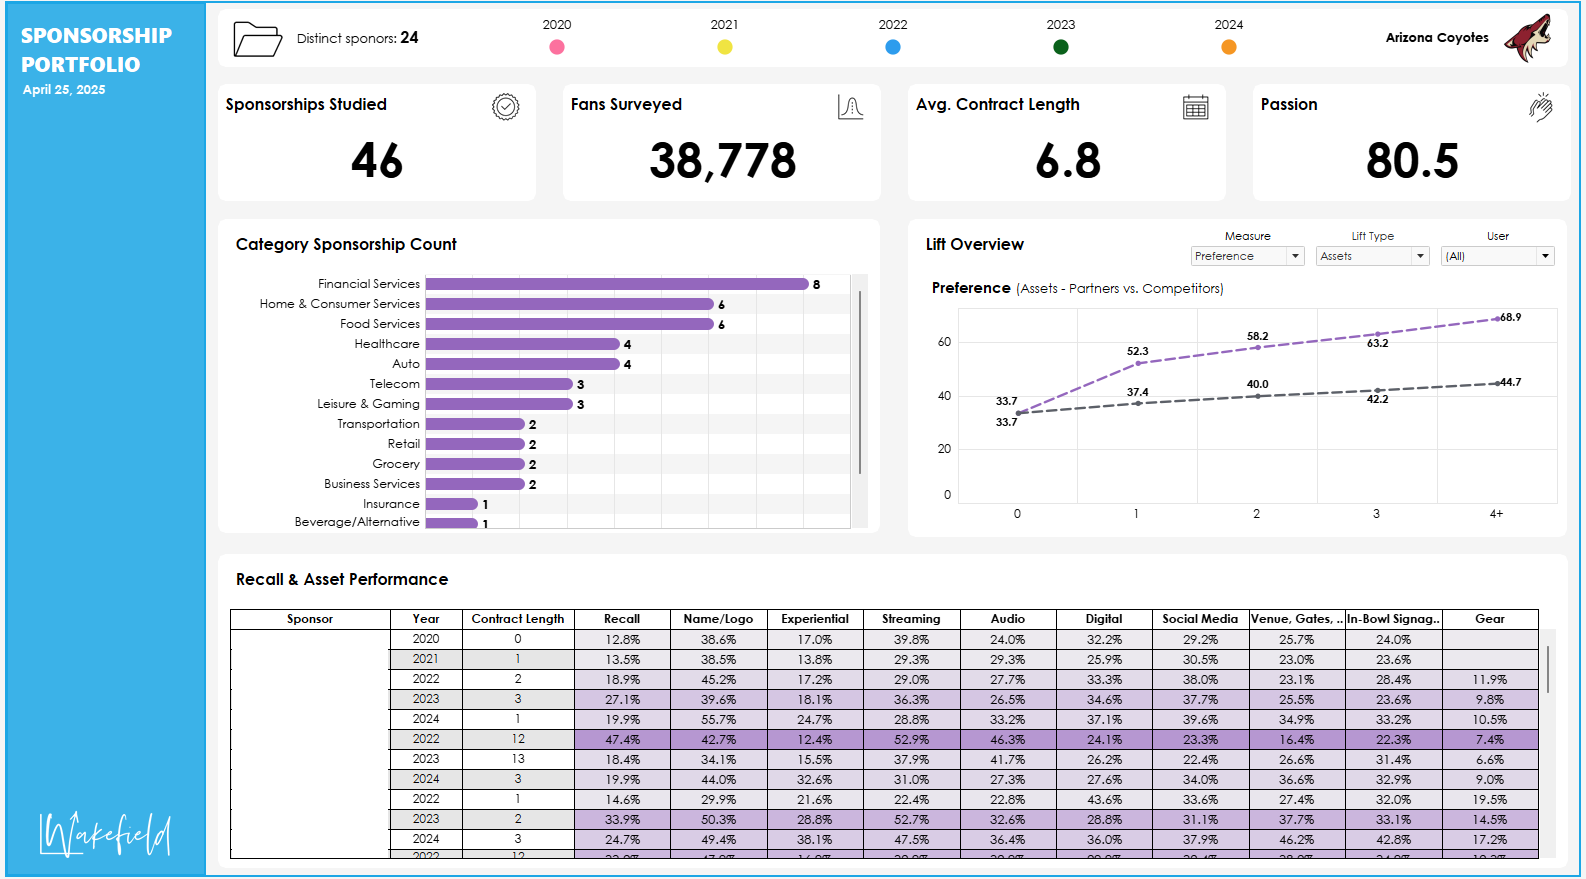 SPONSORSHIP
PORTFOLIO
April 25, 2025
Distinct sponors: 24
2020 2021 2022 2023 2024
Arizona Coyotes
Sponsorships Studied
46
Fans Surveyed
38,778
Avg. Contract Length
6.8
Passion
80.5
Category Sponsorship Count
Financial Services 8
Home & Consumer Services 6
Food Services 6
Healthcare 4
Auto 4
Telecom 3
Leisure & Gaming 3
Transportation 2
Retail 2
Grocery 2
Business Services 2
Insurance 1
Beverage/Alternative 1
Lift Overview
Measure Lift Type User
Preference Assets (All)
Preference (Assets - Partners vs. Competitors)
60
40
20
0
33.7 52.3 58.2 63.2 68.9
33.7 37.4 40.0 42.2 44.7
0 1 2 3 4+
Recall & Asset Performance
Sponsor Year Contract Length Recall Name/Logo Experiential Streaming Audio Digital Social Media Venue, Gates, .. In-Bowl Signag.. Gear
2020 0 12.8% 38.6% 17.0% 39.8% 24.0% 32.2% 29.2% 25.7% 24.0%
2021 1 13.5% 38.5% 13.8% 29.3% 29.3% 25.9% 30.5% 23.0% 23.6%
2022 2 18.9% 45.2% 17.2% 29.0% 27.7% 33.3% 38.0% 23.1% 28.4% 11.9%
2023 3 27.1% 39.6% 18.1% 36.3% 26.5% 34.6% 37.7% 25.5% 23.6% 9.8%
2024 1 19.9% 55.7% 24.7% 28.8% 33.2% 37.1% 39.6% 34.9% 33.2% 10.5%
2022 12 47.4% 42.7% 12.4% 52.9% 46.3% 24.1% 23.3% 16.4% 22.3% 7.4%
2023 13 18.4% 34.1% 15.5% 37.9% 41.7% 26.2% 22.4% 26.6% 31.4% 6.6%
2024 3 19.9% 44.0% 32.6% 31.0% 27.3% 27.6% 34.0% 36.6% 32.9% 9.0%
2022 1 14.6% 29.9% 21.6% 22.4% 22.8% 43.6% 33.6% 27.4% 32.0% 19.5%
2023 2 33.9% 50.3% 28.8% 52.7% 32.6% 28.8% 31.1% 37.7% 33.1% 14.5%
2024 3 24.7% 49.4% 38.1% 47.5% 36.4% 36.0% 37.9% 46.2% 42.8% 17.2%
2022 12
Wakefield